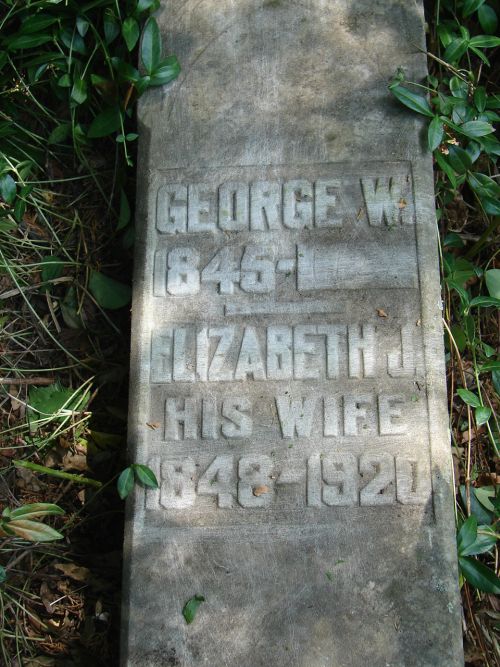 GEORGE W.
1845-1
ELIZABETH J.
HIS WIFE
1848-1920